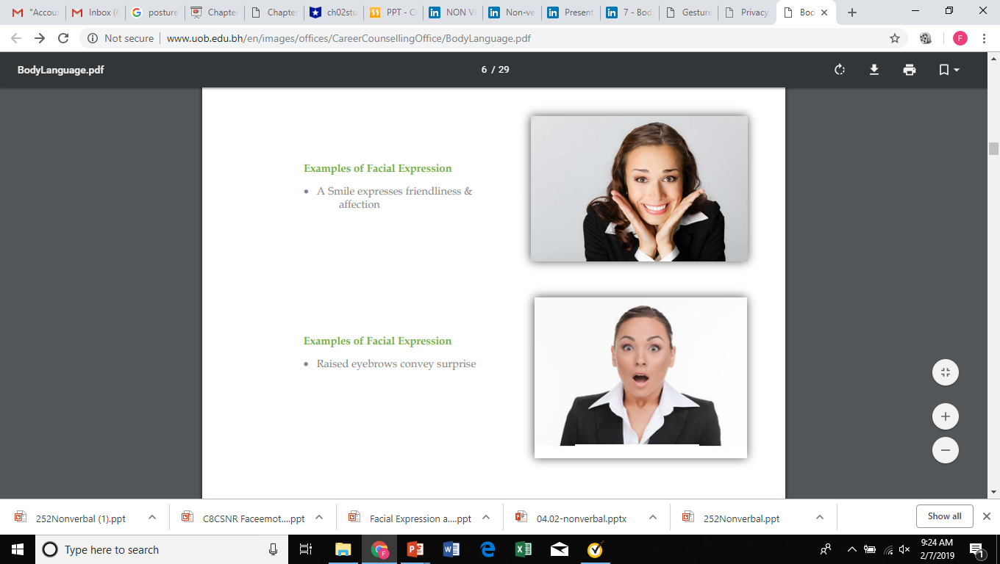 "Accou
Inbox (6
posture
Chapter
Chapte
ch02stu
PPT - C
NON V
Non-ve
Present
7 - Bod
Gesture
Privacy
Bod
Not secure
www.uob.edu.bh/en/images/offices/CareerCounsellingOffice/BodyLanguage.pdf
F
BodyLanguage.pdf
6 / 29
Examples of Facial Expression
• A Smile expresses friendliness &
affection
Examples of Facial Expression
• Raised eyebrows convey surprise
252Nonverbal (1).ppt
C8CSNR Faceemot....ppt
Facial Expression a....ppt
04.02-nonverbal.pptx
252Nonverbal.ppt
Show all
Type here to search
9:24 AM
2/7/2019
1